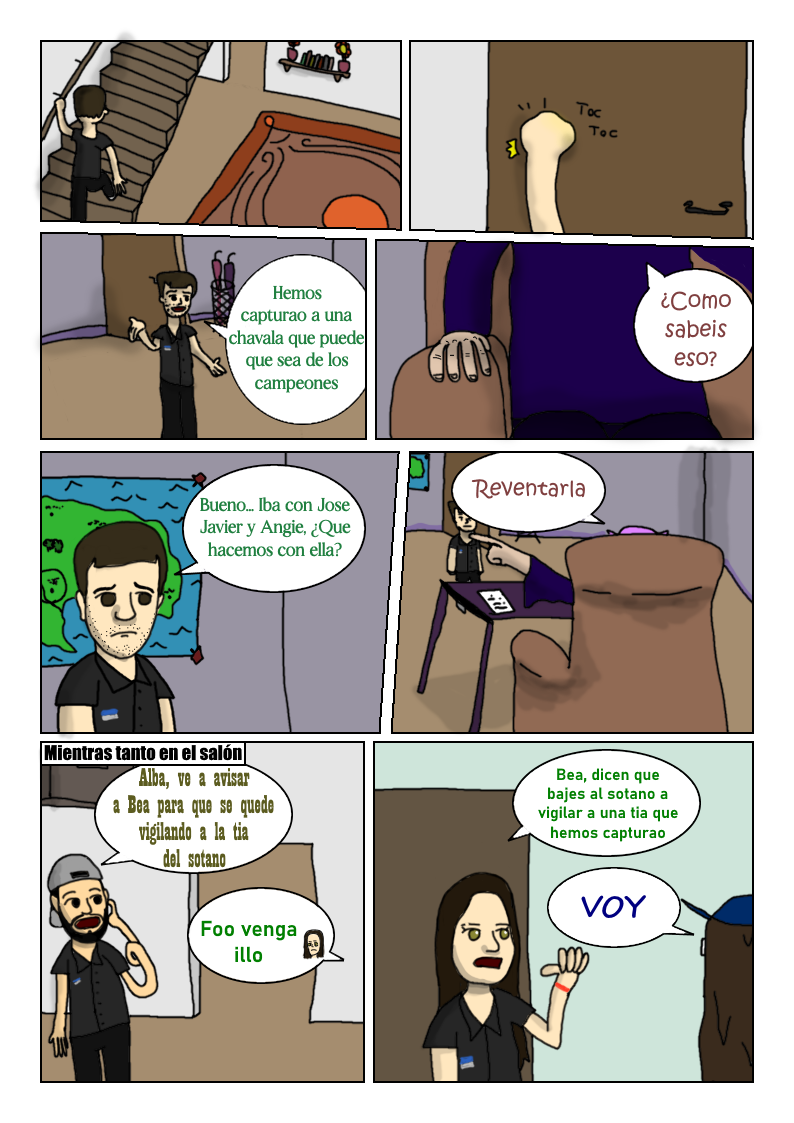 Toc
Toc
Hemos
capturao a una
chavala que puede
que sea de los
campeones
¿Como
sabeis
eso?
Bueno... Iba con Jose
Javier y Angie, ¿Que
hacemos con ella?
Reventarla
Mientras tanto en el salón
Alba, ve a avisar
a Bea para que se quede
vigilando a la tia
del sotano
Foo venga
illo
Bea, dicen que
bajes al sotano a
vigilar a una tia que
hemos capturao
VOY